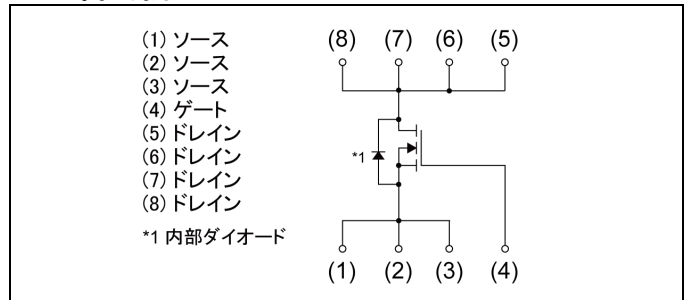 (1) ソース
(2) ソース
(3) ソース
(4) ゲート
(5) ドレイン
(6) ドレイン
(7) ドレイン
(8) ドレイン
*1 内部ダイオード
(8) (7) (6) (5)
*1
(1) (2) (3) (4)